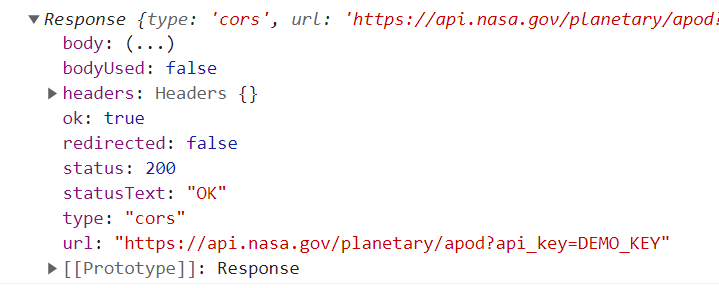 Response {type: 'cors', url: 'https://api.nasa.gov/planetary/apod?
body: (...)
bodyUsed: false
headers: Headers {}
ok: true
redirected: false
status: 200
statusText: "OK"
type: "cors"
url: "https://api.nasa.gov/planetary/apod?api_key=DEMO_KEY"
[[Prototype]]: Response